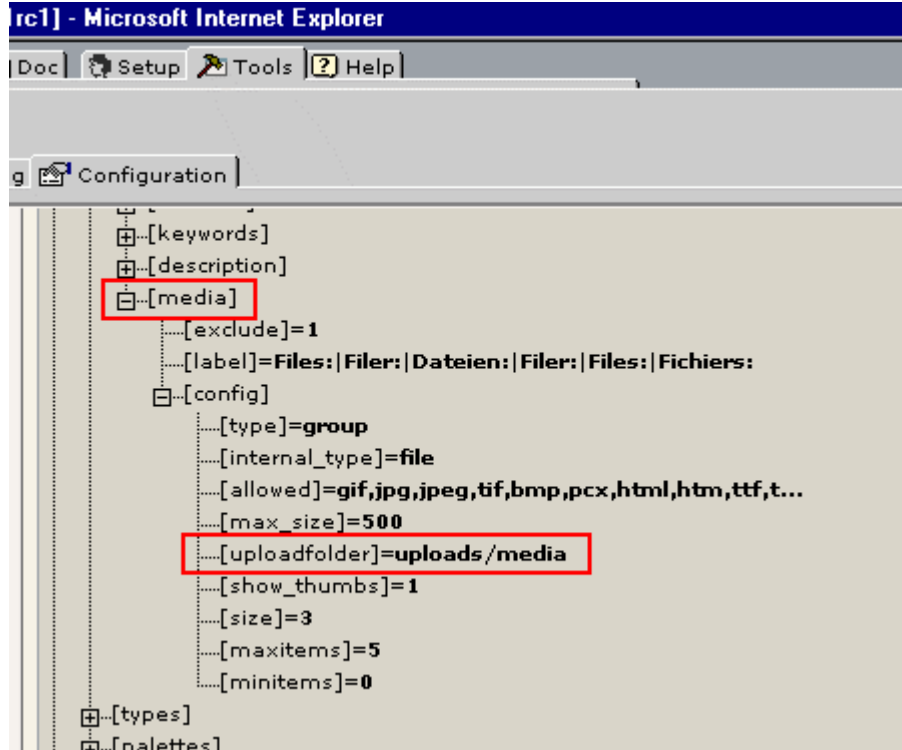 rc1] - Microsoft Internet Explorer
Doc Setup Tools Help
g Configuration
[keywords]
[description]
[media]
[exclude]=1
[label]=Files:|Filer:|Dateien:|Filer:|Files:|Fichiers:
[config]
[type]=group
[internal_type]=file
[allowed]=gif,jpg,jpeg,tif,bmp,pcx,html,htm,ttf,t...
[max_size]=500
[uploadfolder]=uploads/media
[show_thumbs]=1
[size]=3
[maxitems]=5
[minitems]=0
[types]
[palettes]